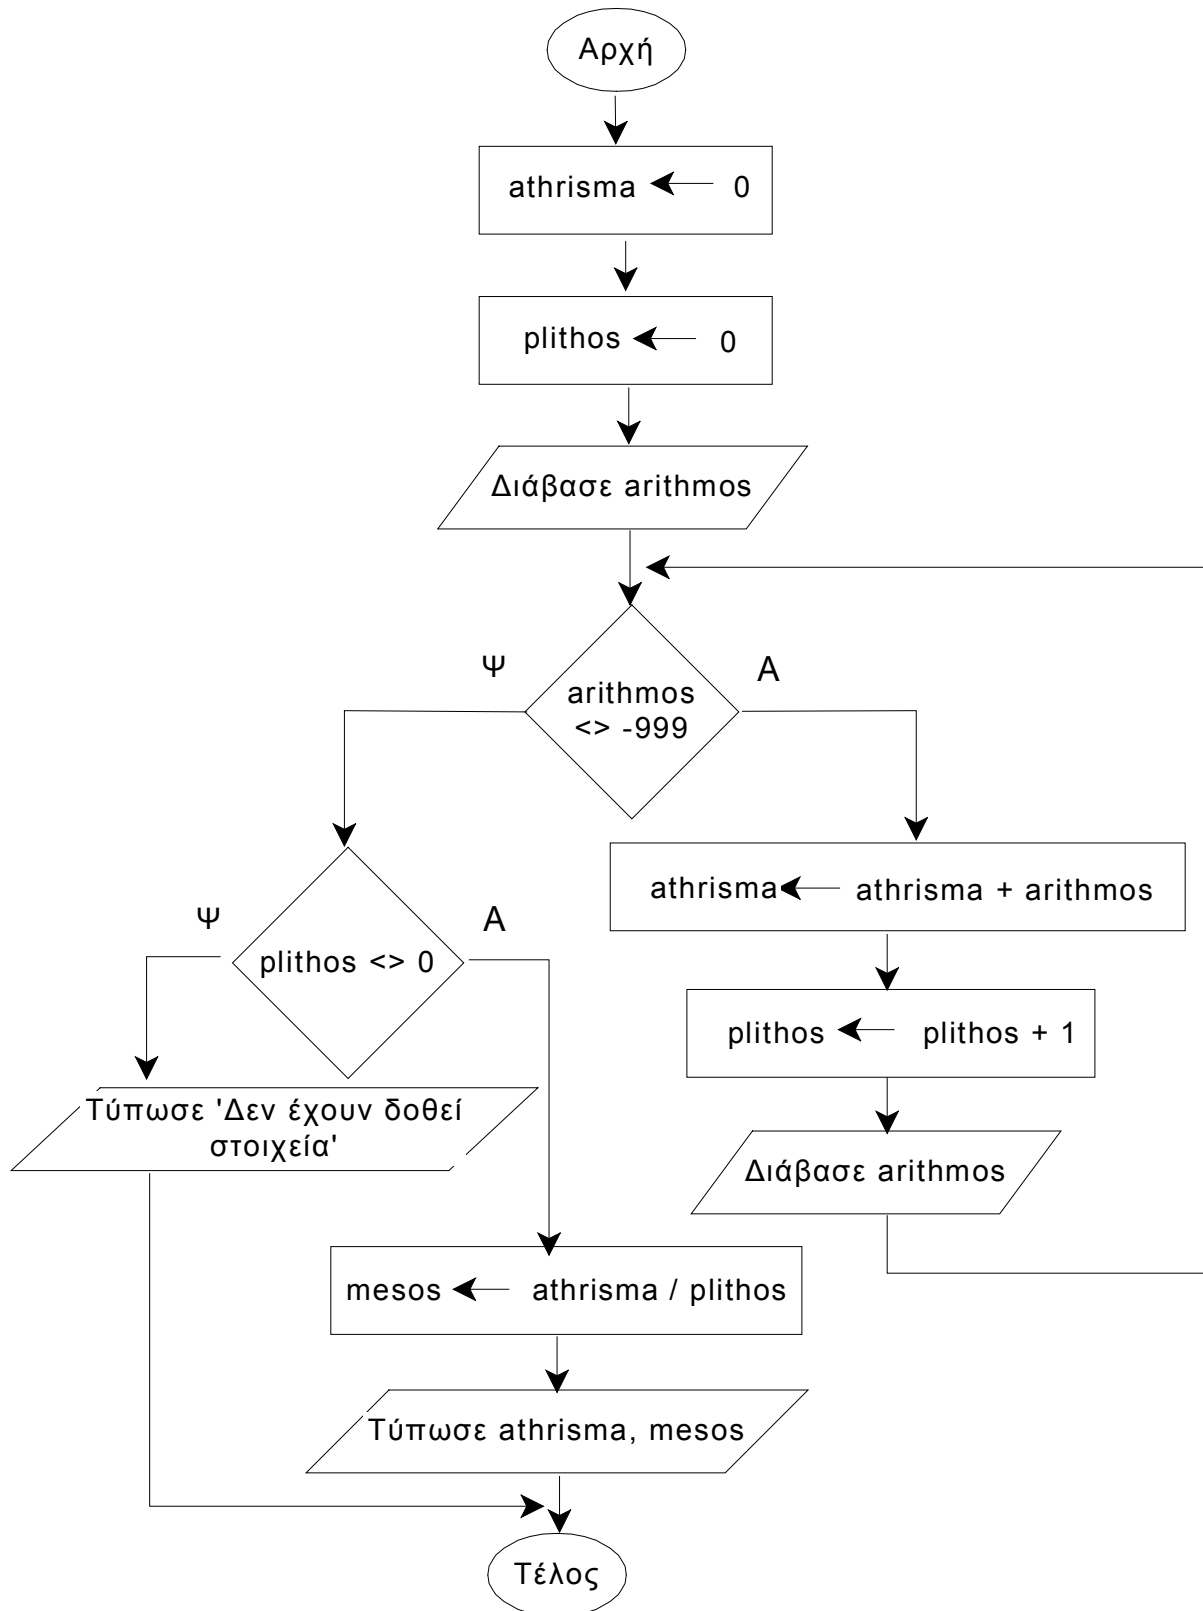 Αρχή
athrisma 0
plithos 0
Διάβασε arithmos
Ψ
A
arithmos
<> -999
athrisma athrisma + arithmos
Ψ
A
plithos <> 0
plithos plithos + 1
Τύπωσε 'Δεν έχουν δοθεί
στοιχεία'
Διάβασε arithmos
mesos athrisma / plithos
Τύπωσε athrisma, mesos
Τέλος